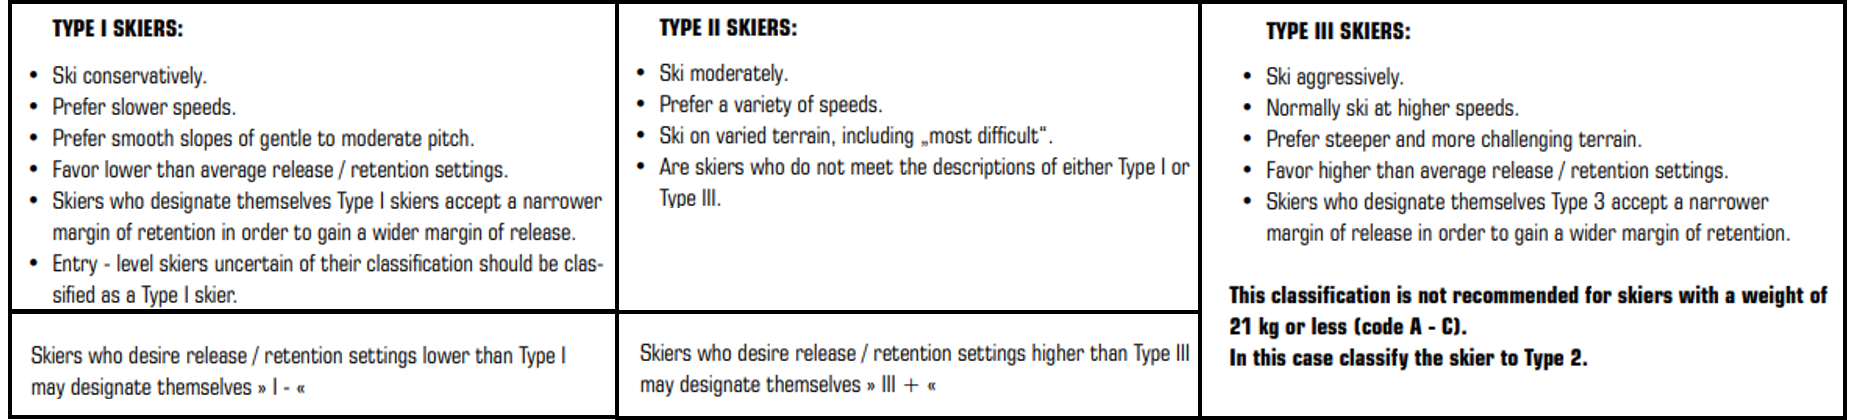 TYPE I SKIERS:
• Ski conservatively.
• Prefer slower speeds.
• Prefer smooth slopes of gentle to moderate pitch.
• Favor lower than average release / retention settings.
• Skiers who designate themselves Type I skiers accept a narrower
margin of retention in order to gain a wider margin of release.
• Entry - level skiers uncertain of their classification should be clas-
sified as a Type I skier.
Skiers who desire release / retention settings lower than Type I
may designate themselves » I - «
TYPE II SKIERS:
• Ski moderately.
• Prefer a variety of speeds.
• Ski on varied terrain, including „most difficult“.
• Are skiers who do not meet the descriptions of either Type I or
Type III.
Skiers who desire release / retention settings higher than Type III
may designate themselves » III + «
TYPE III SKIERS:
• Ski aggressively.
• Normally ski at higher speeds.
• Prefer steeper and more challenging terrain.
• Favor higher than average release / retention settings.
• Skiers who designate themselves Type 3 accept a narrower
margin of release in order to gain a wider margin of retention.
This classification is not recommended for skiers with a weight of
21 kg or less (code A - C).
In this case classify the skier to Type 2.